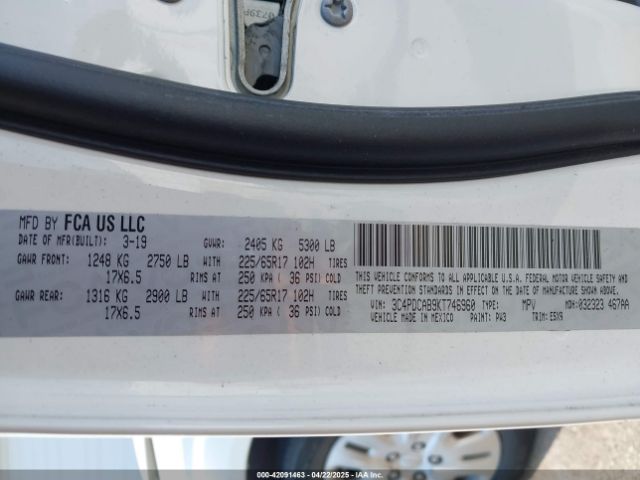 MFD BY FCA US LLC
DATE OF MFR(BUILT): 3-19 GVWR: 2405 KG 5300 LB
GAWR FRONT: 1248 KG 2750 LB WITH 225/65R17 102H TIRES
17X6.5 RIMS AT 250 KPA ( 36 PSI) COLD
GAWR REAR: 1316 KG 2900 LB WITH 225/65R17 102H TIRES
17X6.5 RIMS AT 250 KPA ( 36 PSI) COLD
THIS VEHICLE CONFORMS TO ALL APPLICABLE U.S.A. FEDERAL MOTOR VEHICLE SAFETY AND
THEFT PREVENTION STANDARDS IN EFFECT ON THE DATE OF MANUFACTURE SHOWN ABOVE.
VIN: 3C4PDCAB9KT746960 TYPE: MPV MDH: 032323 467AA
VEHICLE MADE IN MEXICO PAINT: PW3 TRIM: E5X9
000-42091463 - 04/22/2025 - IAAI.COM